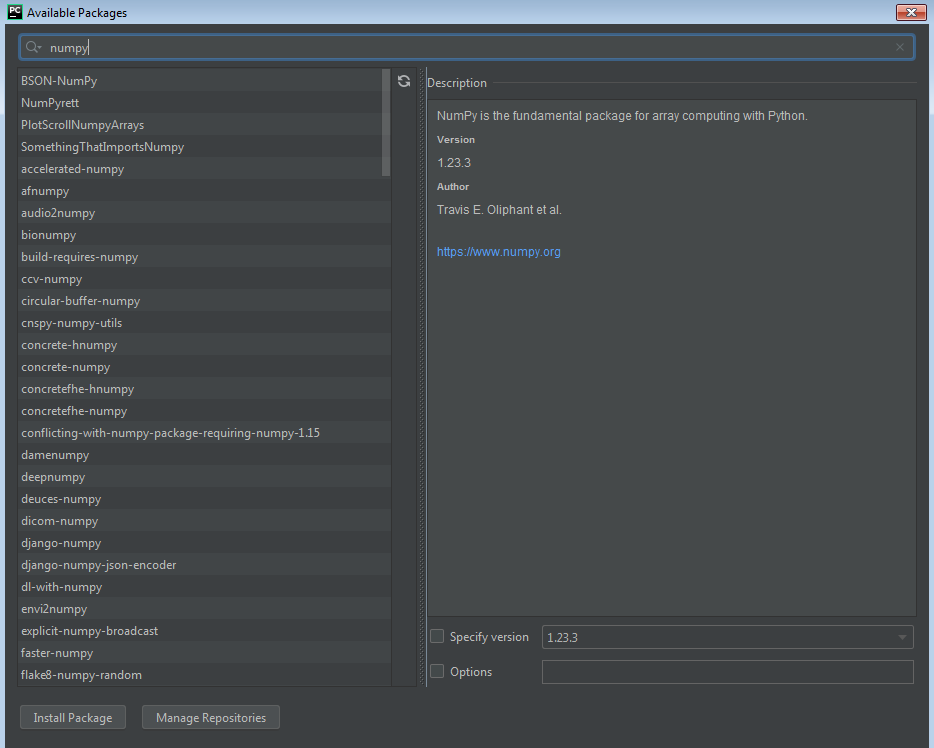 PC Available Packages
numpy
BSON-NumPy
NumPyrett
PlotScrollNumpyArrays
SomethingThatImportsNumpy
accelerated-numpy
afnumpy
audio2numpy
bionumpy
build-requires-numpy
ccv-numpy
circular-buffer-numpy
cnspy-numpy-utils
concrete-hnumpy
concrete-numpy
concretefhe-hnumpy
concretefhe-numpy
conflicting-with-numpy-package-requiring-numpy-1.15
damenumpy
deepnumpy
deuces-numpy
dicom-numpy
django-numpy
django-numpy-json-encoder
dl-with-numpy
envi2numpy
explicit-numpy-broadcast
faster-numpy
flake8-numpy-random
Description
NumPy is the fundamental package for array computing with Python.
Version
1.23.3
Author
Travis E. Oliphant et al.
https://www.numpy.org
Specify version 1.23.3
Options
Install Package Manage Repositories